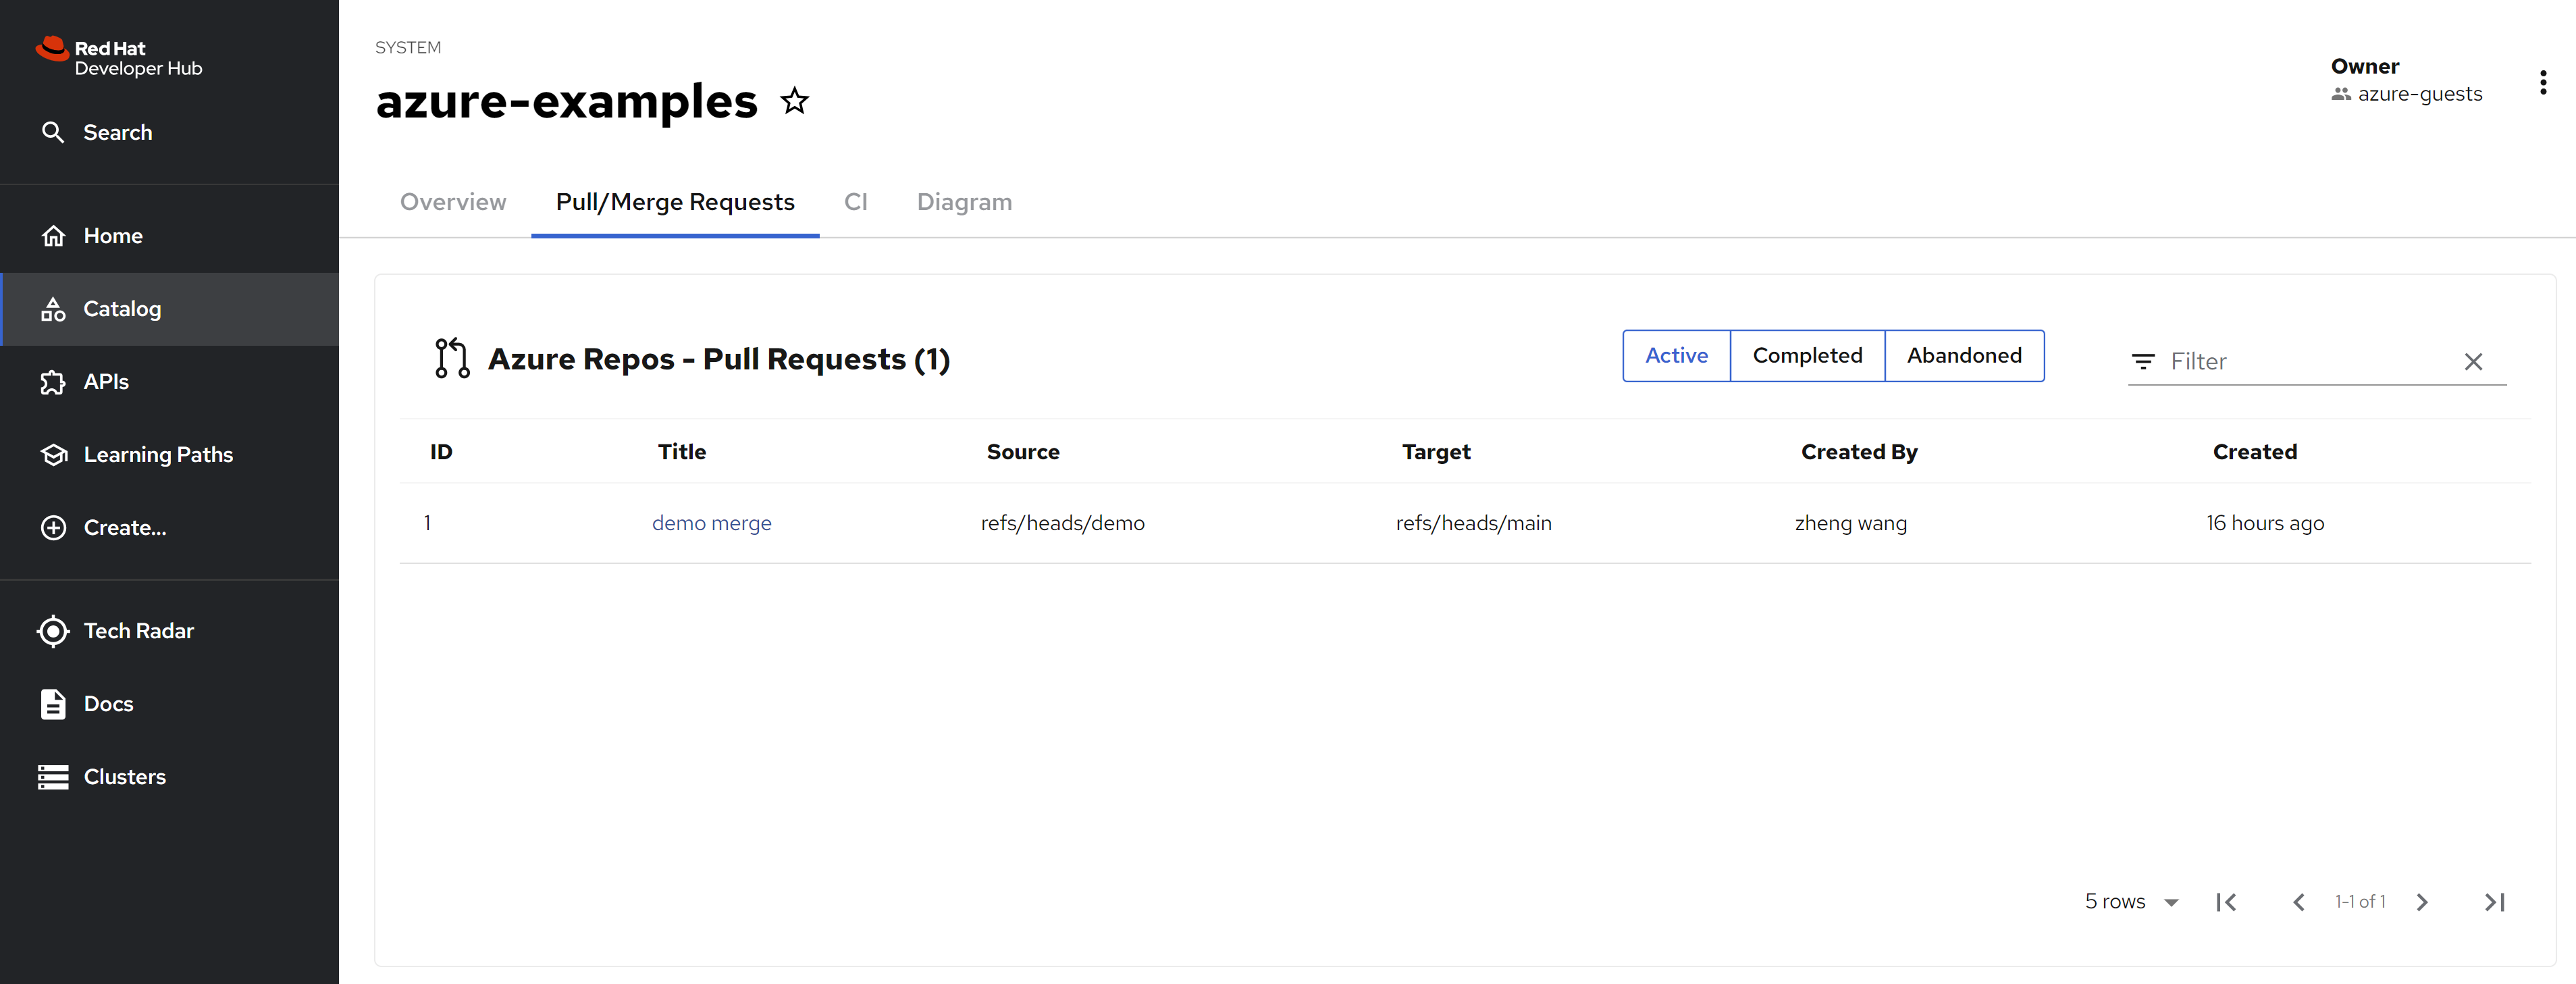 Red Hat
Developer Hub
Search
Home
Catalog
APIs
Learning Paths
Create...
Tech Radar
Docs
Clusters
SYSTEM
azure-examples
Owner
azure-guests
Overview Pull/Merge Requests CI Diagram
Azure Repos - Pull Requests (1)
Active Completed Abandoned
Filter
ID Title Source Target Created By Created
1 demo merge refs/heads/demo refs/heads/main zheng wang 16 hours ago
5 rows 1-1 of 1